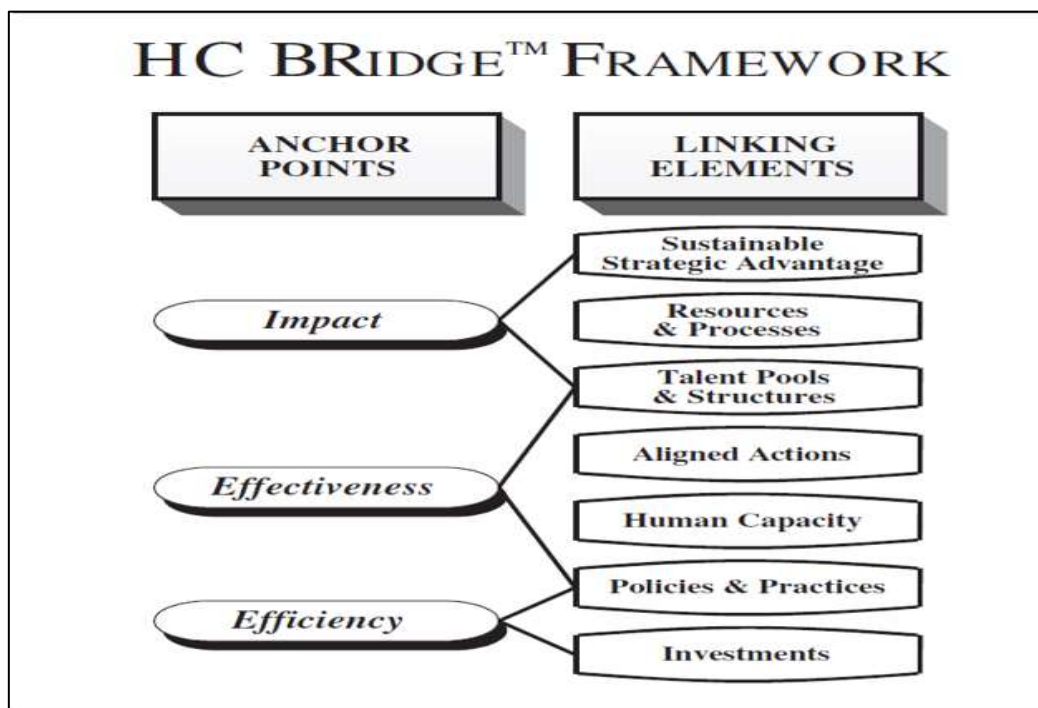 HC BRIDGE™ FRAMEWORK
ANCHOR
POINTS
LINKING
ELEMENTS
Sustainable
Strategic Advantage
Impact
Resources
& Processes
Talent Pools
& Structures
Aligned Actions
Effectiveness
Human Capacity
Policies & Practices
Efficiency
Investments